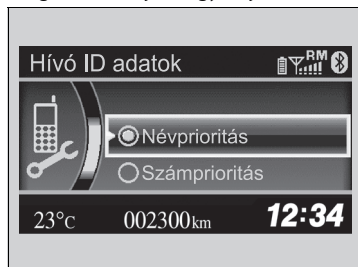 Hívó ID adatok RM
Névprioritás
Számprioritás
23°C 002300km 12:34